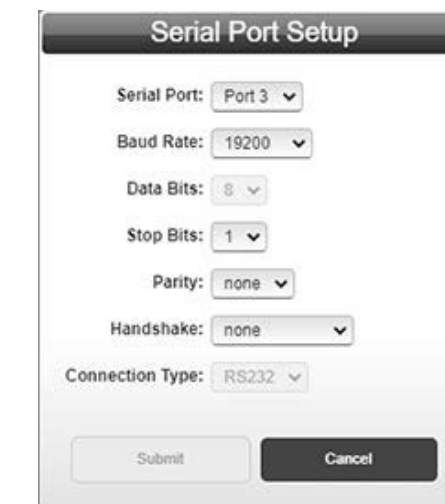 Serial Port Setup
Serial Port: Port 3
Baud Rate: 19200
Data Bits: 8
Stop Bits: 1
Parity: none
Handshake: none
Connection Type: RS232
Submit Cancel